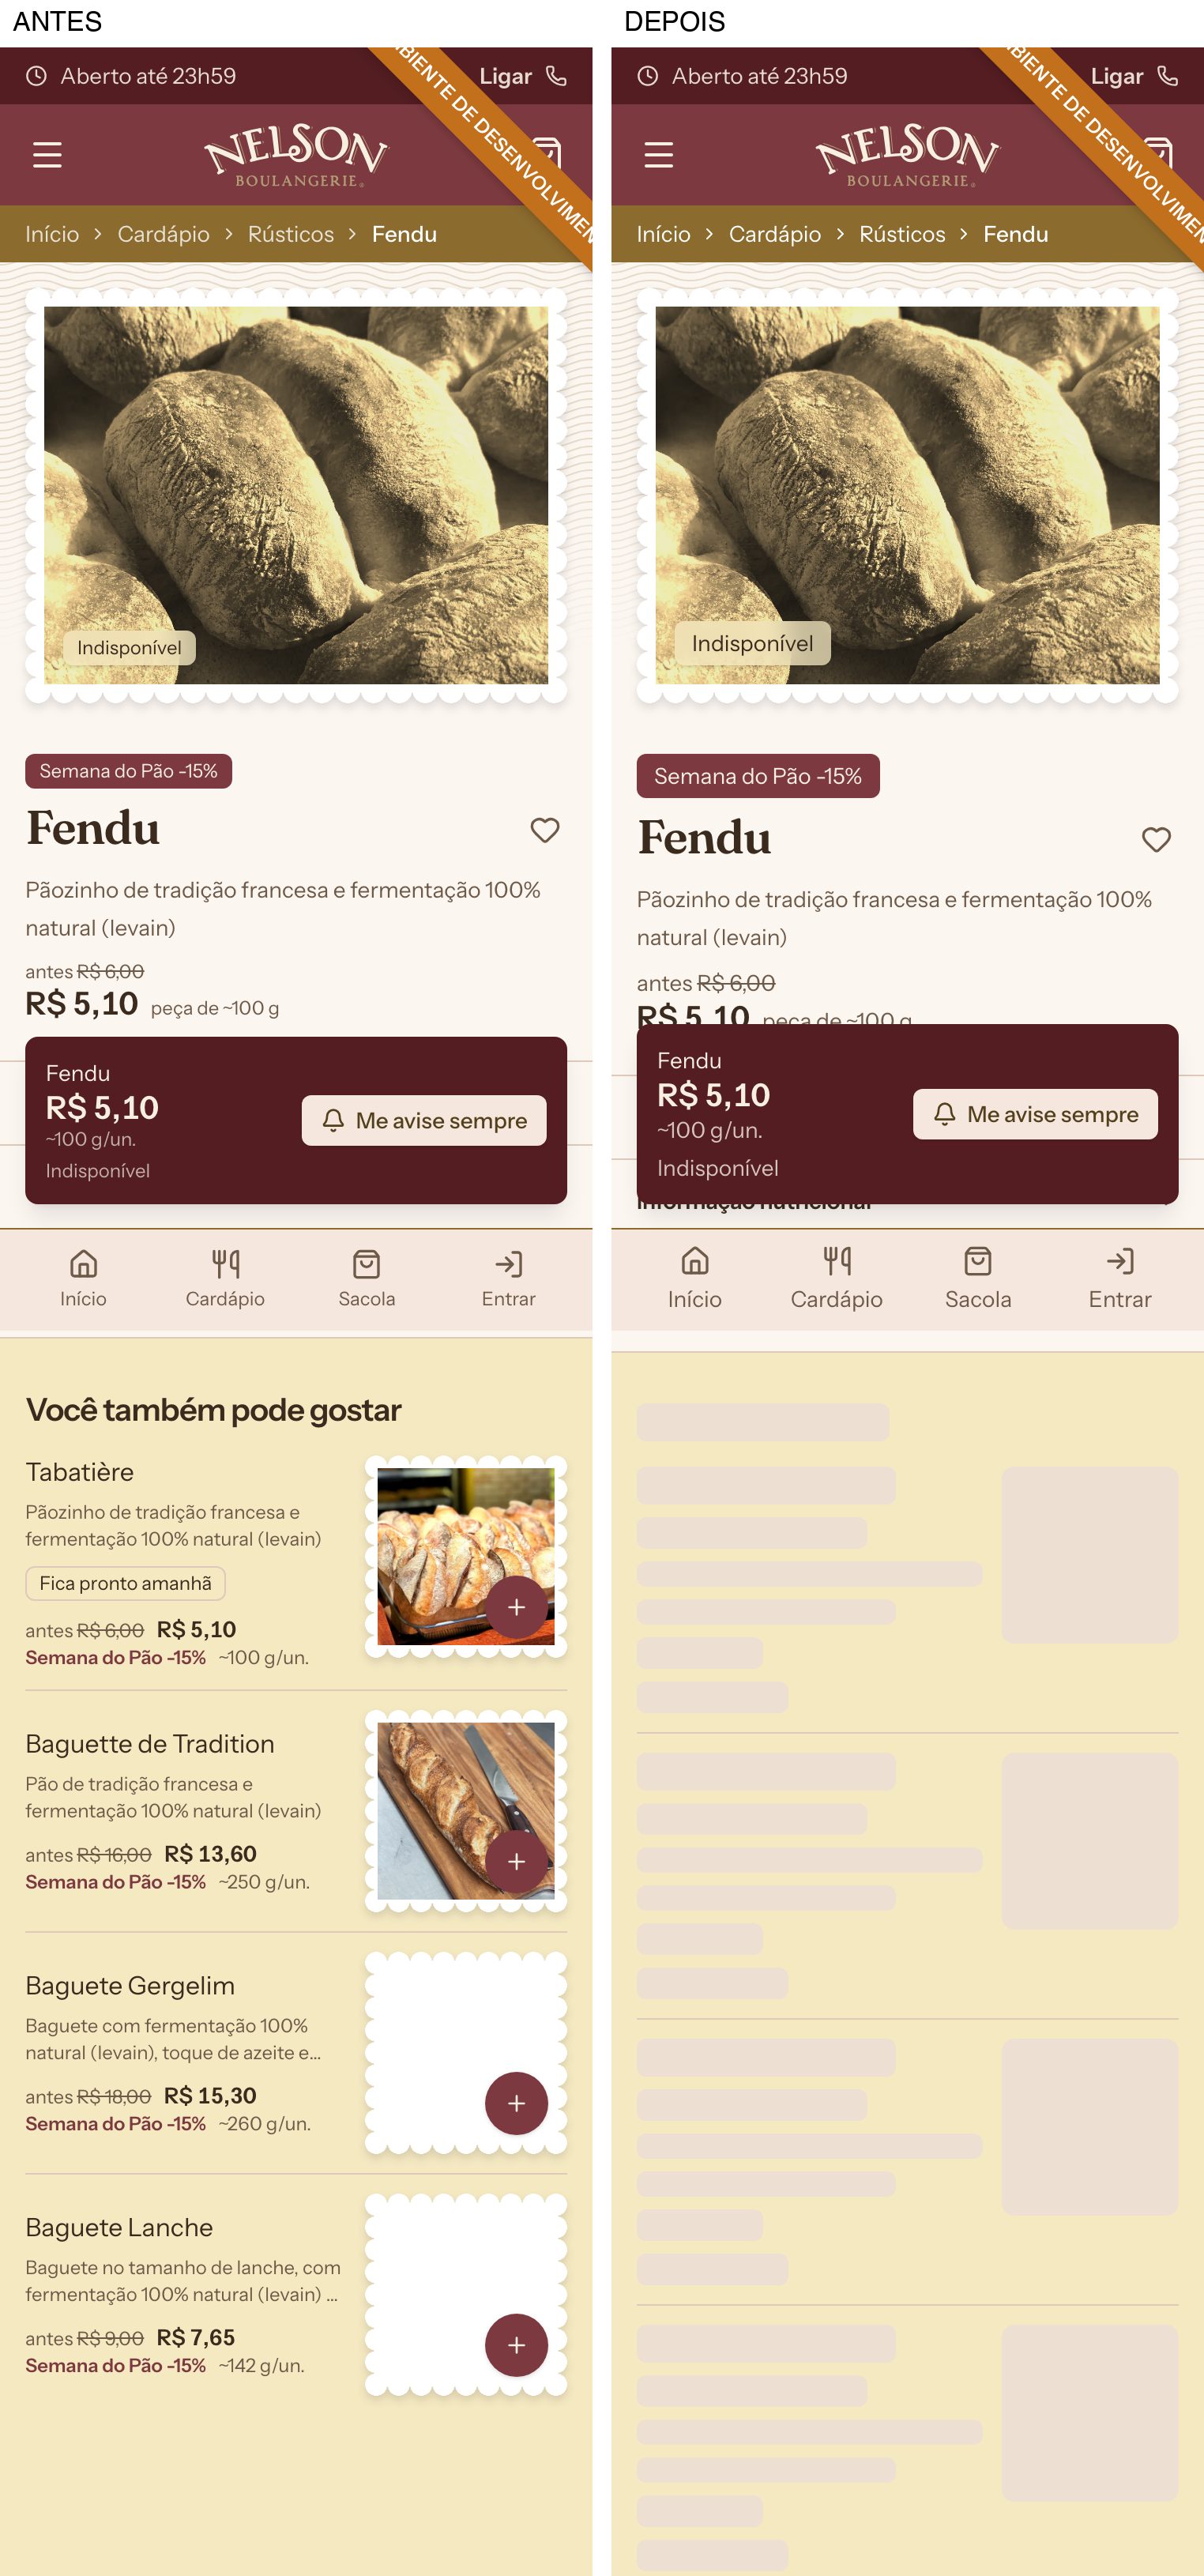 ANTES
Aberto até 23h59
Ligar
BIENTE DE DESENVOLVIMEN
NELSON
BOULANGERIE
Início > Cardápio > Rústicos > Fendu
Indisponível
Semana do Pão -15%
Fendu
Pãozinho de tradição francesa e fermentação 100%
natural (levain)
antes R$ 6,00
R$ 5,10 peça de ~100 g
Fendu
R$ 5,10
~100 g/un.
Indisponível
Me avise sempre
Início
Cardápio
Sacola
Entrar
Você também pode gostar
Tabatière
Pãozinho de tradição francesa e
fermentação 100% natural (levain)
Fica pronto amanhã
antes R$ 6,00 R$ 5,10
Semana do Pão -15% ~100 g/un.
Baguette de Tradition
Pão de tradição francesa e
fermentação 100% natural (levain)
antes R$ 16,00 R$ 13,60
Semana do Pão -15% ~250 g/un.
Baguete Gergelim
Baguete com fermentação 100%
natural (levain), toque de azeite e...
antes R$ 18,00 R$ 15,30
Semana do Pão -15% ~260 g/un.
Baguete Lanche
Baguete no tamanho de lanche, com
fermentação 100% natural (levain) ...
antes R$ 9,00 R$ 7,65
Semana do Pão -15% ~142 g/un.
DEPOIS
Aberto até 23h59
Ligar
BIENTE DE DESENVOLVIMEN
NELSON
BOULANGERIE
Início > Cardápio > Rústicos > Fendu
Indisponível
Semana do Pão -15%
Fendu
Pãozinho de tradição francesa e fermentação 100%
natural (levain)
antes R$ 6,00
R$ 5,10 peça de ~100 g
Fendu
R$ 5,10
~100 g/un.
Indisponível
Me avise sempre
Informação nutricional
Início
Cardápio
Sacola
Entrar